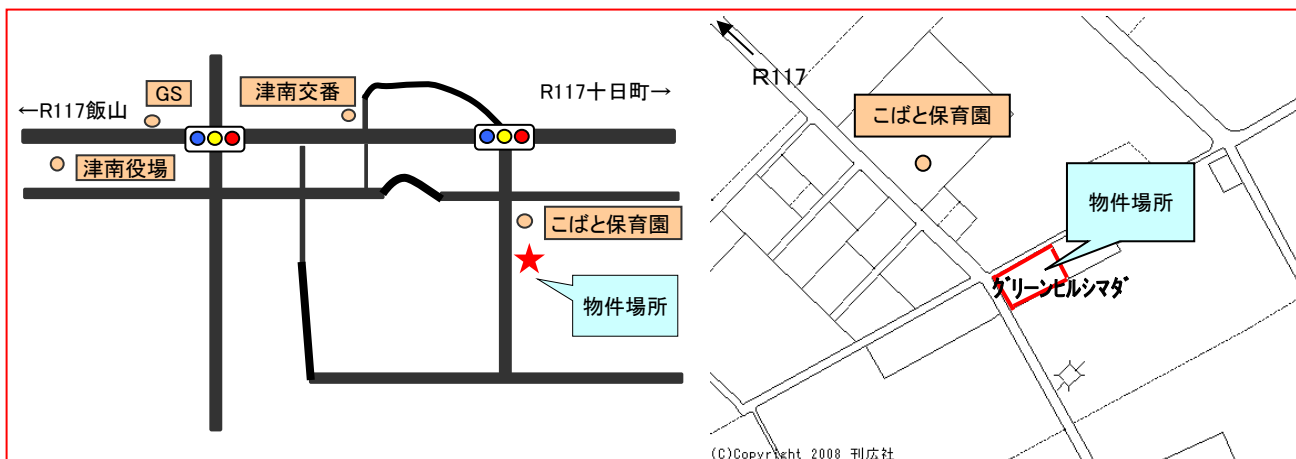 GS
津南交番
←R117飯山
R117十日町→
津南役場
こばと保育園
物件場所
R117
こばと保育園
物件場所
グリーンヒルシマダ
(C)Copyright 2008 刊広社